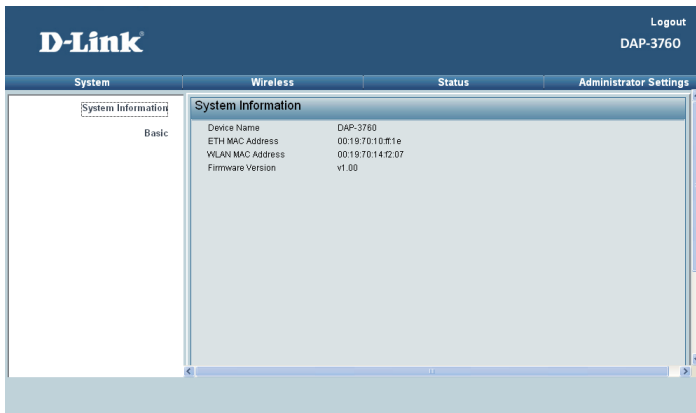 Logout
D-Link
DAP-3760
System Wireless Status Administrator Settings
System Information
Basic
System Information
Device Name DAP-3760
ETH MAC Address 00:19:70:10:ff:1e
WLAN MAC Address 00:19:70:14:f2:07
Firmware Version v1.00